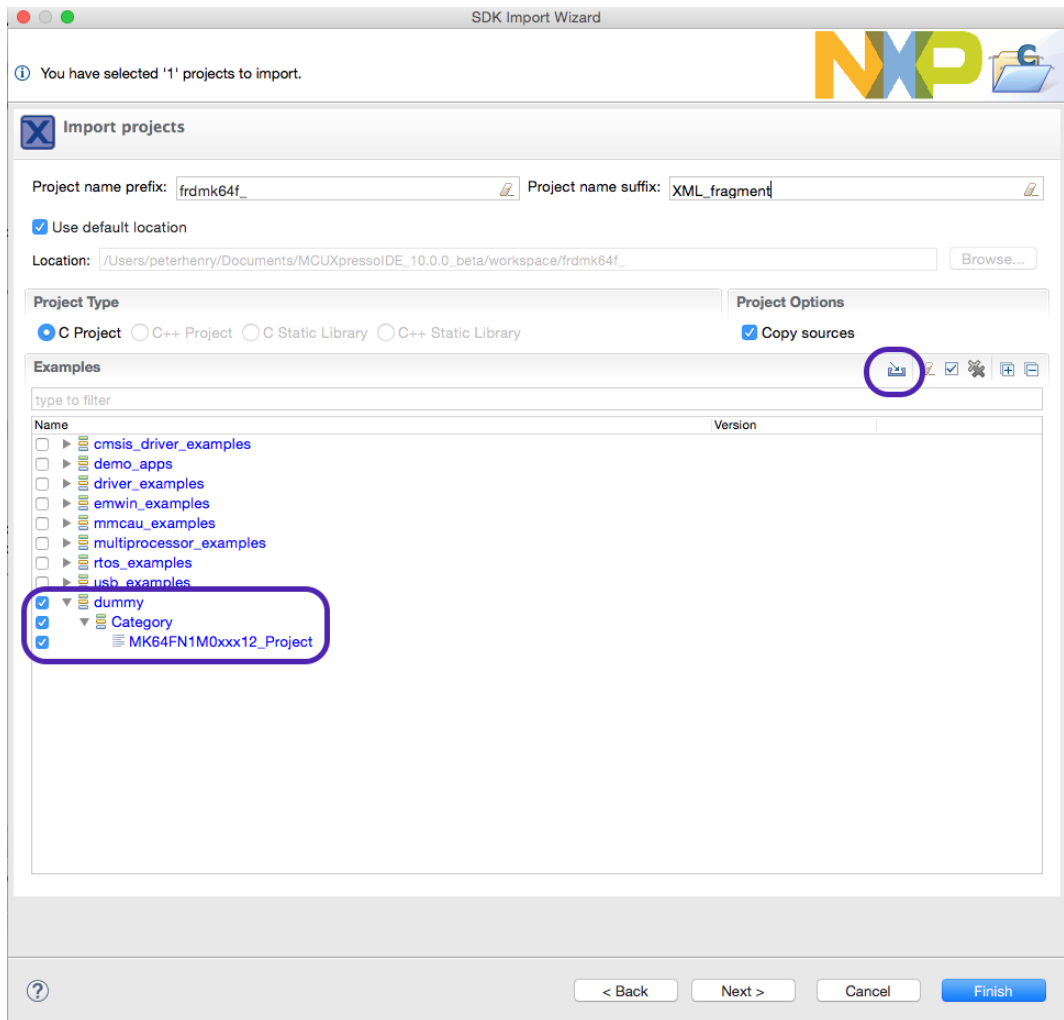 SDK Import Wizard
You have selected '1' projects to import.
NXP
C
X
Import projects
Project name prefix: frdmk64f_ Project name suffix: XML_fragment
Use default location
Location: /Users/peterhenry/Documents/MCUXpressoIDE_10.0.0_beta/workspace/frdmk64f_ Browse...
Project Type Project Options
C Project C++ Project C Static Library C++ Static Library Copy sources
Examples
type to filter
Name Version
cmsis_driver_examples
demo_apps
driver_examples
emwin_examples
mmcau_examples
multiprocessor_examples
rtos_examples
usb_examples
dummy
Category
MK64FN1M0xxx12_Project
? < Back Next > Cancel Finish